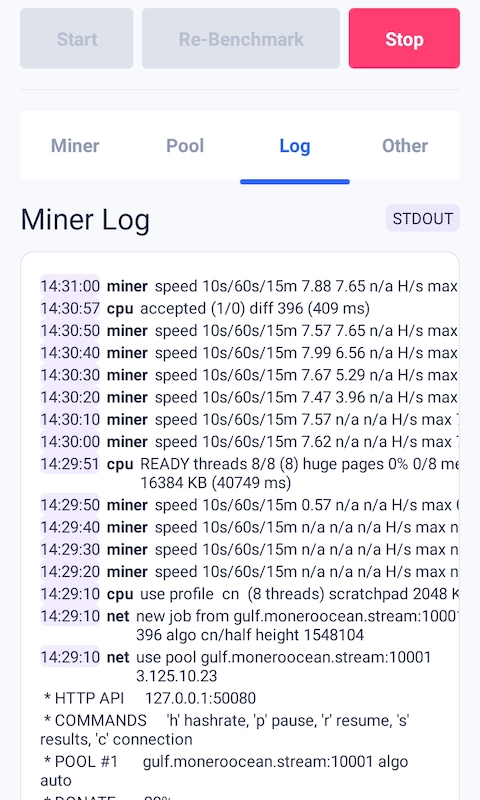 Start
Re-Benchmark
Stop
Miner
Pool
Log
Other
Miner Log
STDOUT
14:31:00 miner speed 10s/60s/15m 7.88 7.65 n/a H/s max
14:30:57 cpu accepted (1/0) diff 396 (409 ms)
14:30:50 miner speed 10s/60s/15m 7.57 7.65 n/a H/s max
14:30:40 miner speed 10s/60s/15m 7.99 6.56 n/a H/s max
14:30:30 miner speed 10s/60s/15m 7.67 5.29 n/a H/s max
14:30:20 miner speed 10s/60s/15m 7.47 3.96 n/a H/s max
14:30:10 miner speed 10s/60s/15m 7.57 n/a n/a H/s max
14:30:00 miner speed 10s/60s/15m 7.62 n/a n/a H/s max
14:29:51 cpu READY threads 8/8 (8) huge pages 0% 0/8 me
16384 KB (40749 ms)
14:29:50 miner speed 10s/60s/15m 0.57 n/a n/a H/s max
14:29:40 miner speed 10s/60s/15m n/a n/a n/a H/s max n
14:29:30 miner speed 10s/60s/15m n/a n/a n/a H/s max n
14:29:20 miner speed 10s/60s/15m n/a n/a n/a H/s max n
14:29:10 cpu use profile cn (8 threads) scratchpad 2048 K
14:29:10 net new job from gulf.moneroocean.stream:1000
396 algo cn/half height 1548104
14:29:10 net use pool gulf.moneroocean.stream:10001
3.125.10.23
* HTTP API 127.0.0.1:50080
* COMMANDS 'h' hashrate, 'p' pause, 'r' resume, 's'
results, 'c' connection
* POOL #1 gulf.moneroocean.stream:10001 algo
auto
* DONATE